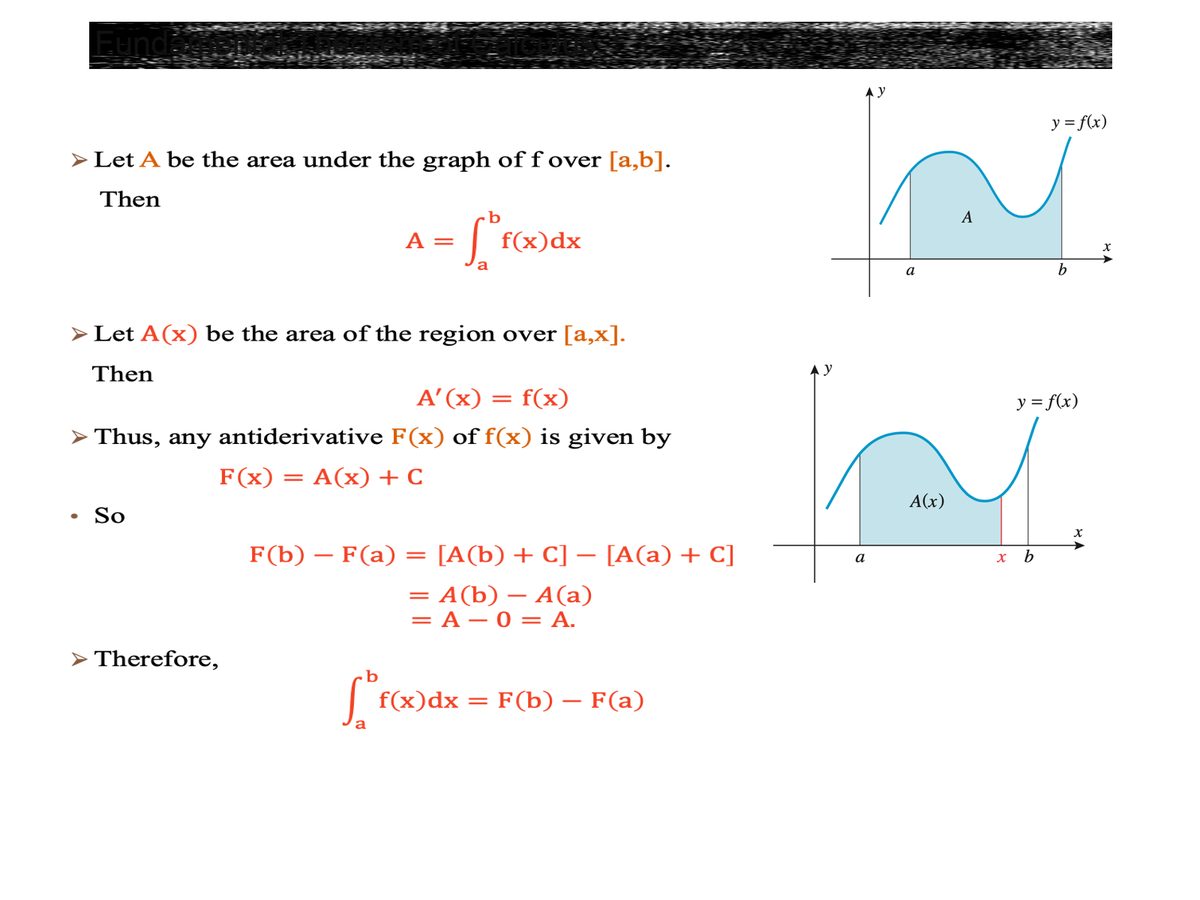 ➢ Let A be the area under the graph of f over [a,b].
Then
A = ∫_a^b f(x)dx
y
y = f(x)
A
x
a
b
➢ Let A(x) be the area of the region over [a,x].
Then
A′(x) = f(x)
➢ Thus, any antiderivative F(x) of f(x) is given by
F(x) = A(x) + C
• So
F(b) − F(a) = [A(b) + C] − [A(a) + C]
= A(b) − A(a)
= A − 0 = A.
y
y = f(x)
A(x)
x
a
x b
➢ Therefore,
∫_a^b f(x)dx = F(b) − F(a)